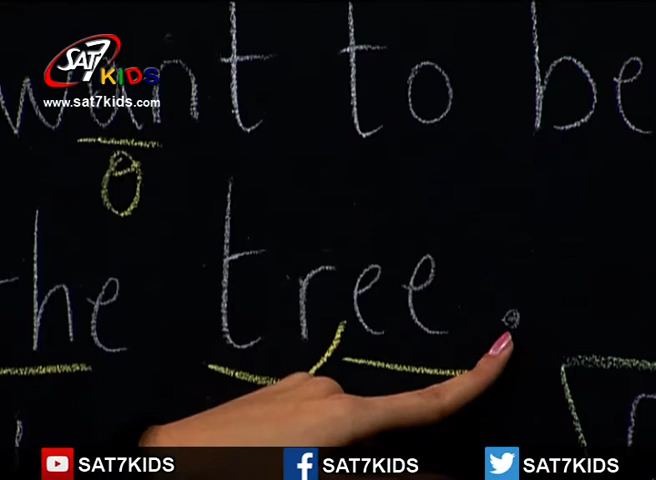 SAT7 KIDS
www.sat7kids.com
want to be
o
the tree.
SAT7KIDS SAT7KIDS SAT7KIDS